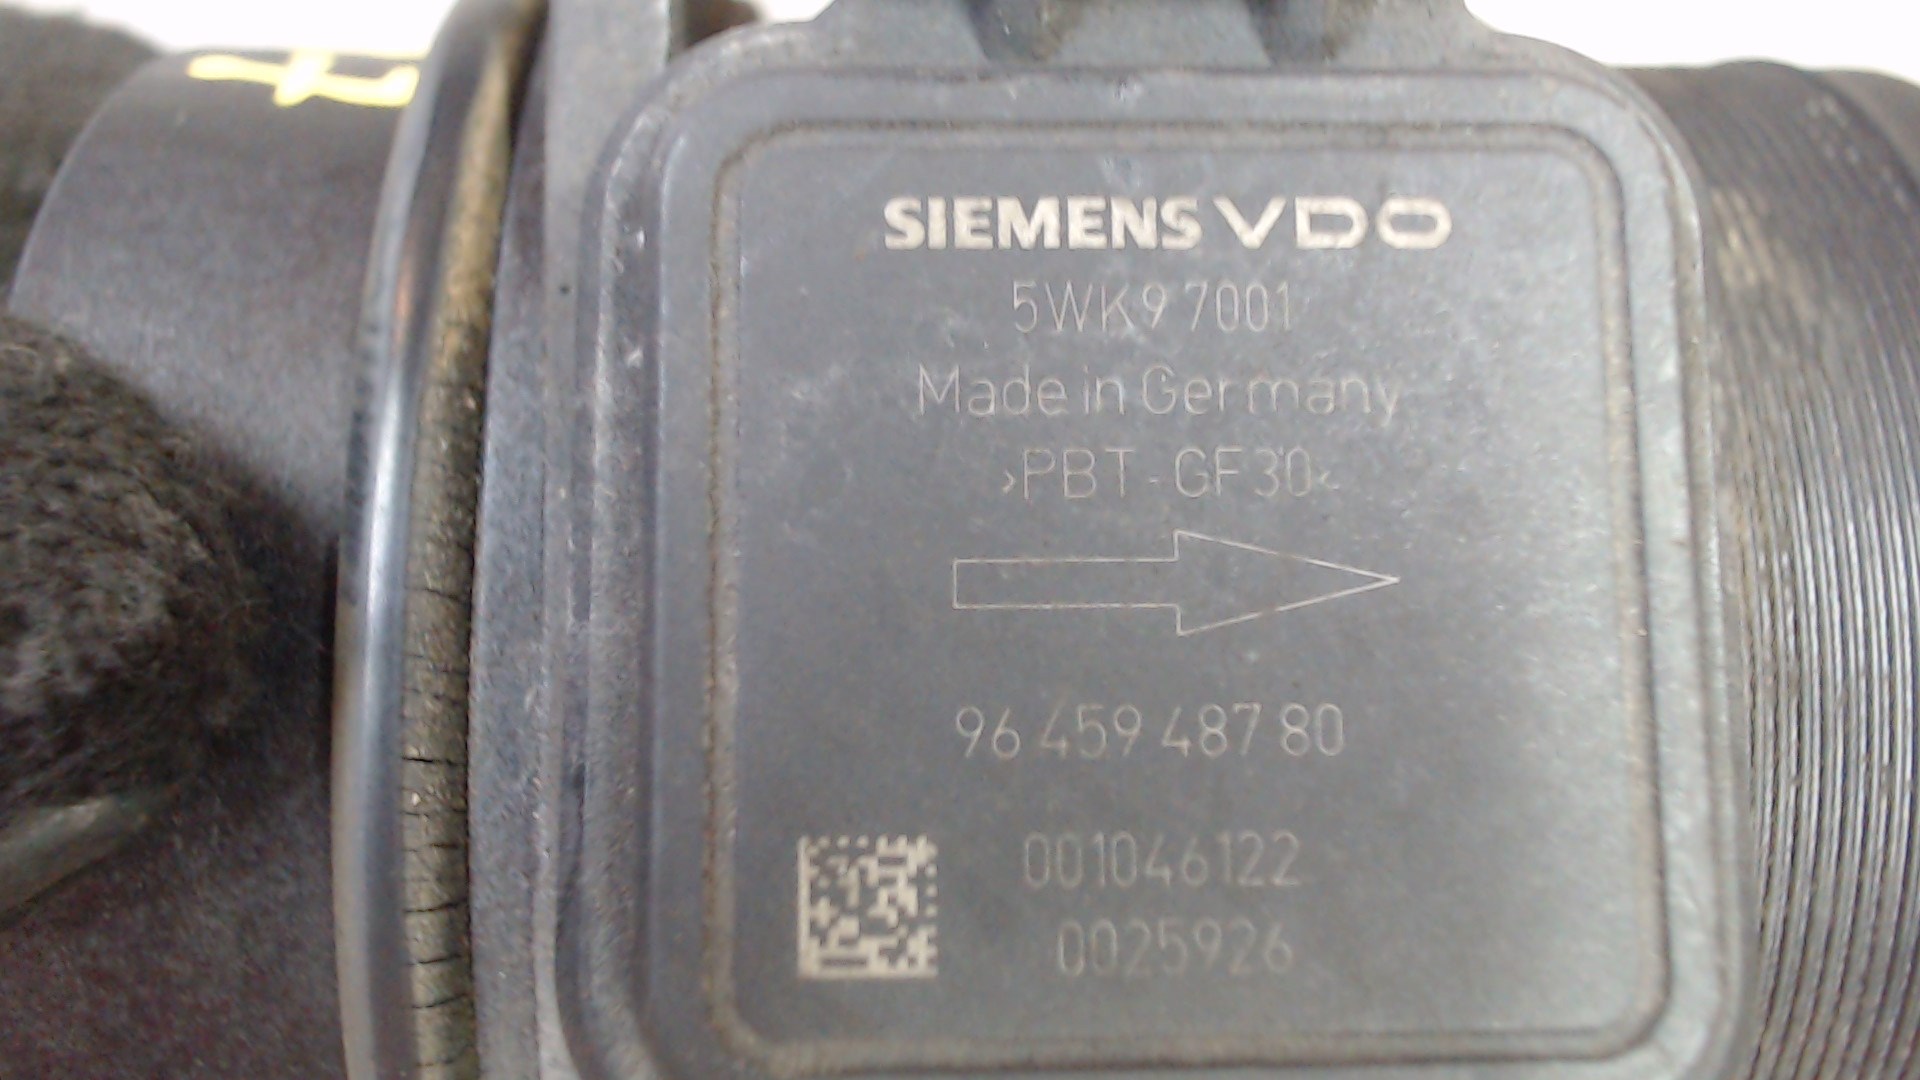 SIEMENS VDO
5WK9 7001
Made in Germany
>PBT-GF30<
96 459 487 80
001046122
0025926